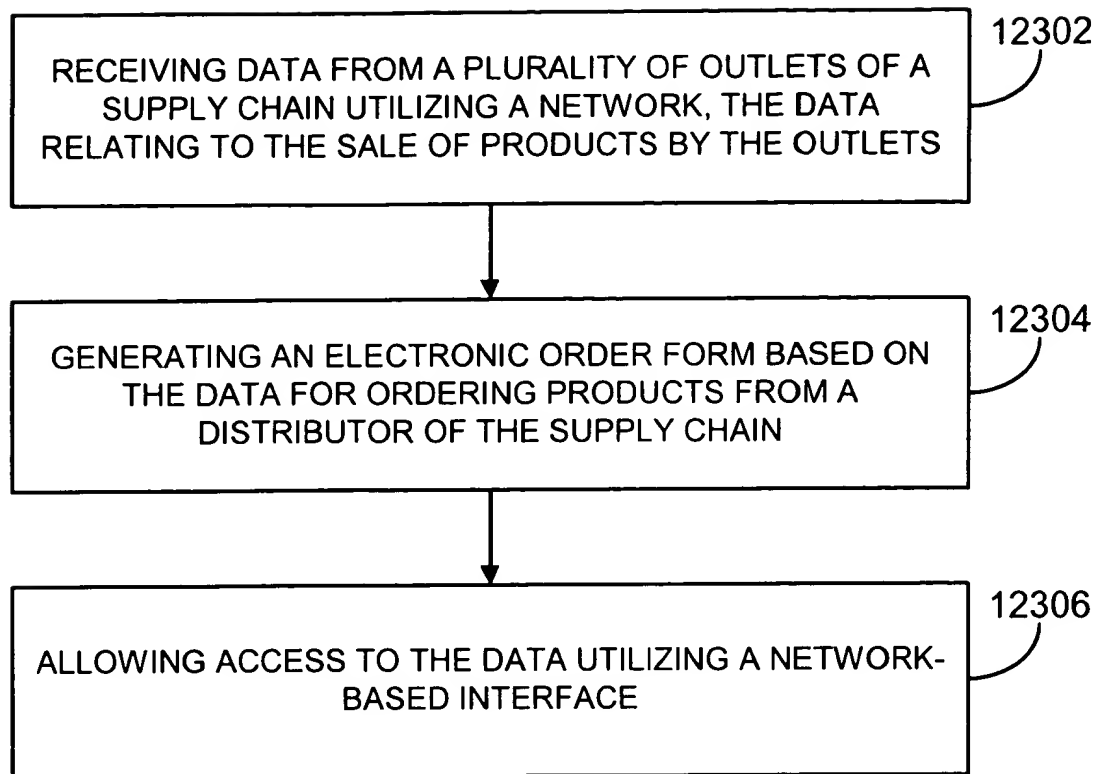 12302
RECEIVING DATA FROM A PLURALITY OF OUTLETS OF A
SUPPLY CHAIN UTILIZING A NETWORK, THE DATA
RELATING TO THE SALE OF PRODUCTS BY THE OUTLETS
12304
GENERATING AN ELECTRONIC ORDER FORM BASED ON
THE DATA FOR ORDERING PRODUCTS FROM A
DISTRIBUTOR OF THE SUPPLY CHAIN
12306
ALLOWING ACCESS TO THE DATA UTILIZING A NETWORK-
BASED INTERFACE